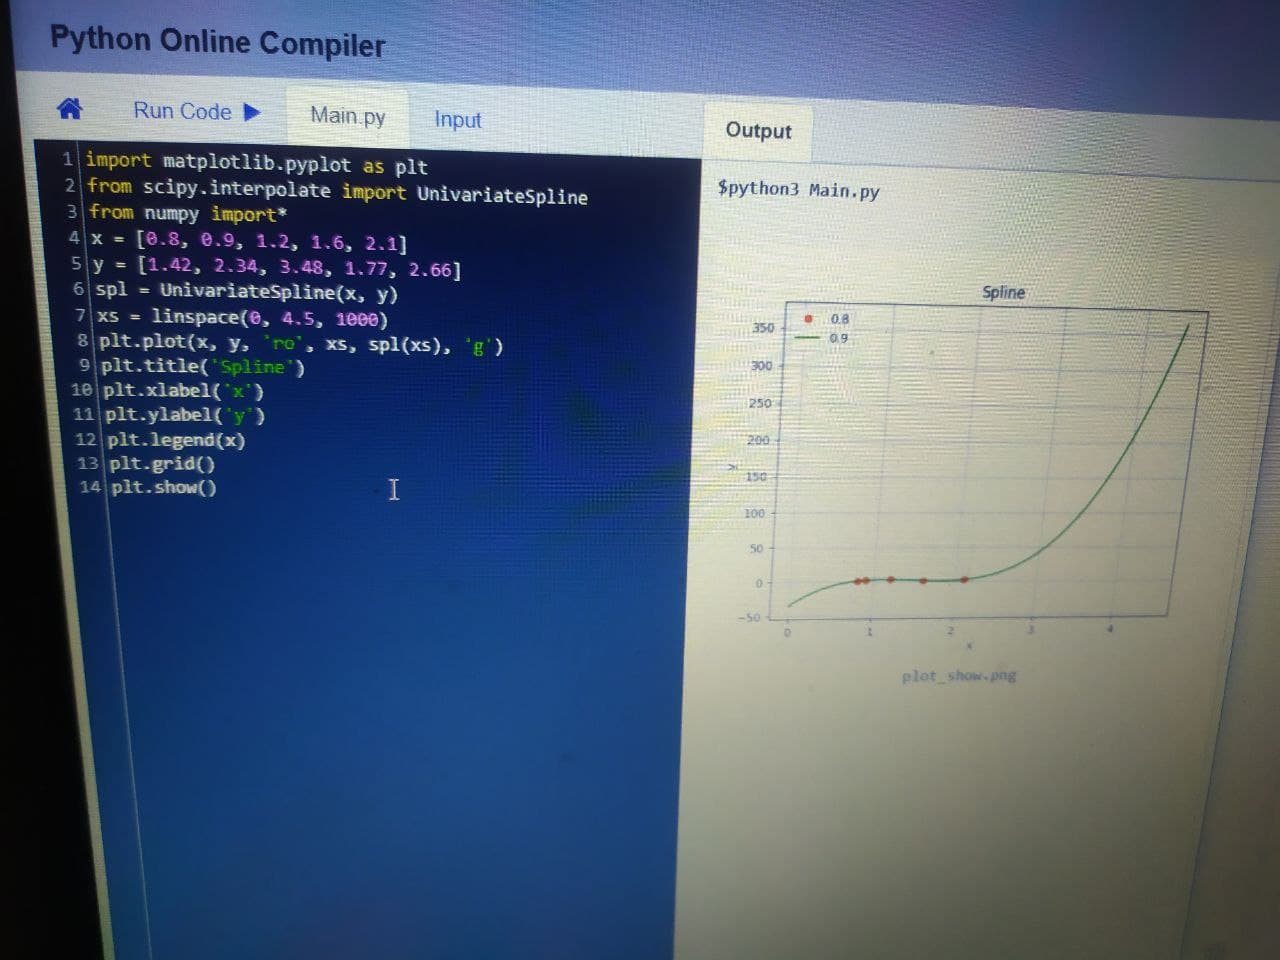 Python Online Compiler
Run Code
Main.py
Input
Output
1 import matplotlib.pyplot as plt
2 from scipy.interpolate import UnivariateSpline
3 from numpy import*
4 x = [0.8, 0.9, 1.2, 1.6, 2.1]
5 y = [1.42, 2.34, 3.48, 1.77, 2.66]
6 spl = UnivariateSpline(x, y)
7 xs = linspace(0, 4.5, 1000)
8 plt.plot(x, y, 'ro', xs, spl(xs), 'g')
9 plt.title('Spline')
10 plt.xlabel('x')
11 plt.ylabel('y')
12 plt.legend(x)
13 plt.grid()
14 plt.show()
$python3 Main.py
Spline
0.8
0.9
350
300
250
200
150
100
50
0
-50
y
0 1 2 3 4
x
plot_show.png